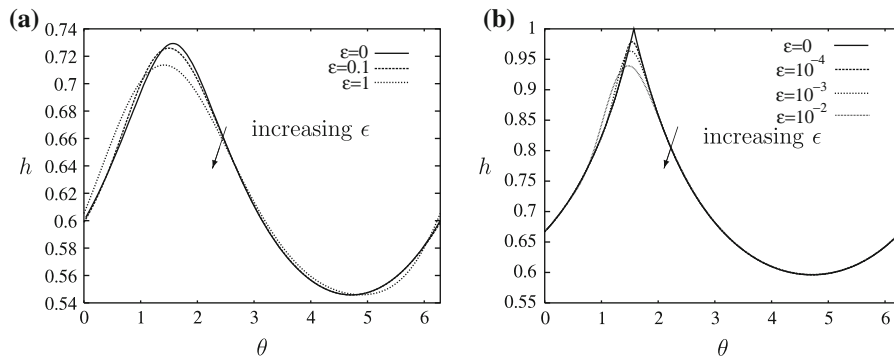 (a)
0.74
0.72
0.7
0.68
0.66
0.64
0.62
0.6
0.58
0.56
0.54
h
0 1 2 3 4 5 6
θ
ε=0
ε=0.1
ε=1
increasing ϵ
(b)
1
0.95
0.9
0.85
0.8
0.75
0.7
0.65
0.6
0.55
h
0 1 2 3 4 5 6
θ
ε=0
ε=10⁻⁴
ε=10⁻³
ε=10⁻²
increasing ϵ